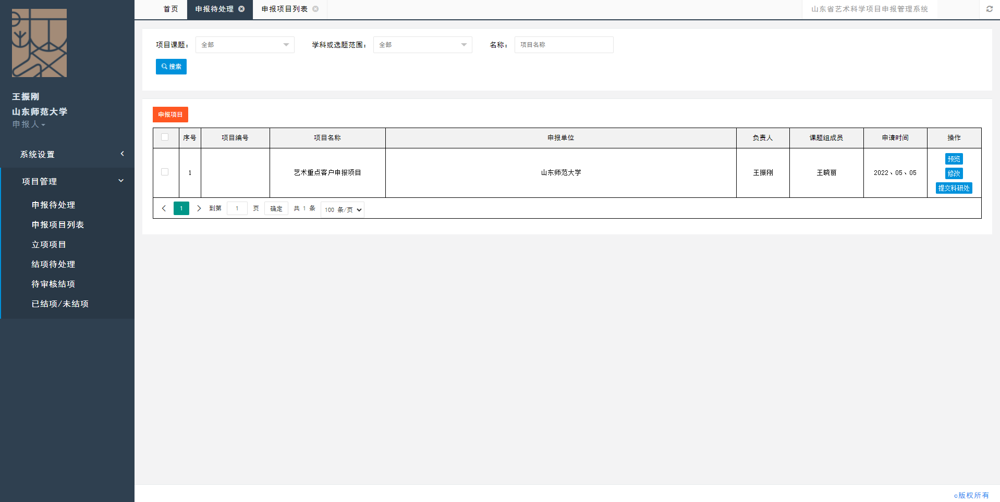 首页 申报待处理 申报项目列表 山东省艺术科学项目申报管理系统
王振刚
山东师范大学
申报人
系统设置
项目管理
申报待处理
申报项目列表
立项项目
结项待处理
待审核结项
已结项/未结项
项目课题： 全部 学科或选题范围： 全部 名称： 项目名称
搜索
申报项目
序号 项目编号 项目名称 申报单位 负责人 课题组成员 申请时间 操作
1 艺术重点客户申报项目 山东师范大学 王振刚 王晓丽 2022、05、05 预览
修改
提交科研处
1 到第 1 页 确定 共 1 条 100 条/页
c版权所有